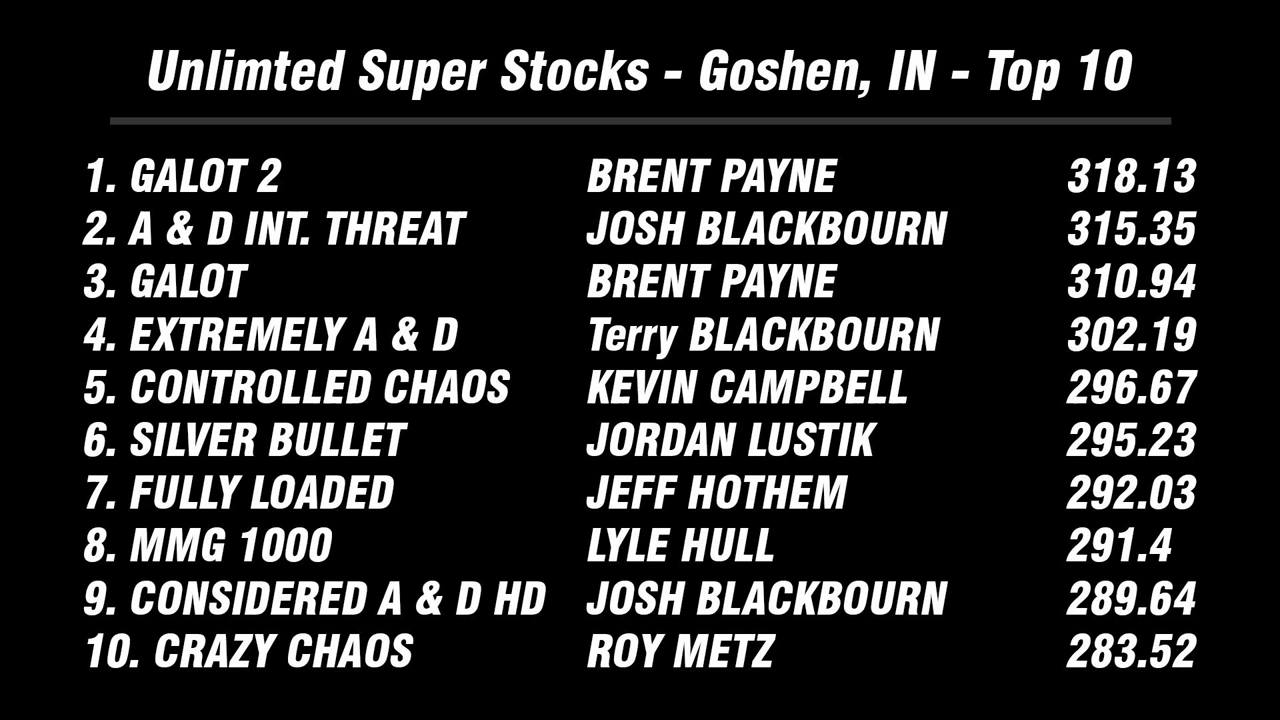 Unlimted Super Stocks - Goshen, IN - Top 10
1. GALOT 2 BRENT PAYNE 318.13
2. A & D INT. THREAT JOSH BLACKBOURN 315.35
3. GALOT BRENT PAYNE 310.94
4. EXTREMELY A & D Terry BLACKBOURN 302.19
5. CONTROLLED CHAOS KEVIN CAMPBELL 296.67
6. SILVER BULLET JORDAN LUSTIK 295.23
7. FULLY LOADED JEFF HOTHEM 292.03
8. MMG 1000 LYLE HULL 291.4
9. CONSIDERED A & D HD JOSH BLACKBOURN 289.64
10. CRAZY CHAOS ROY METZ 283.52